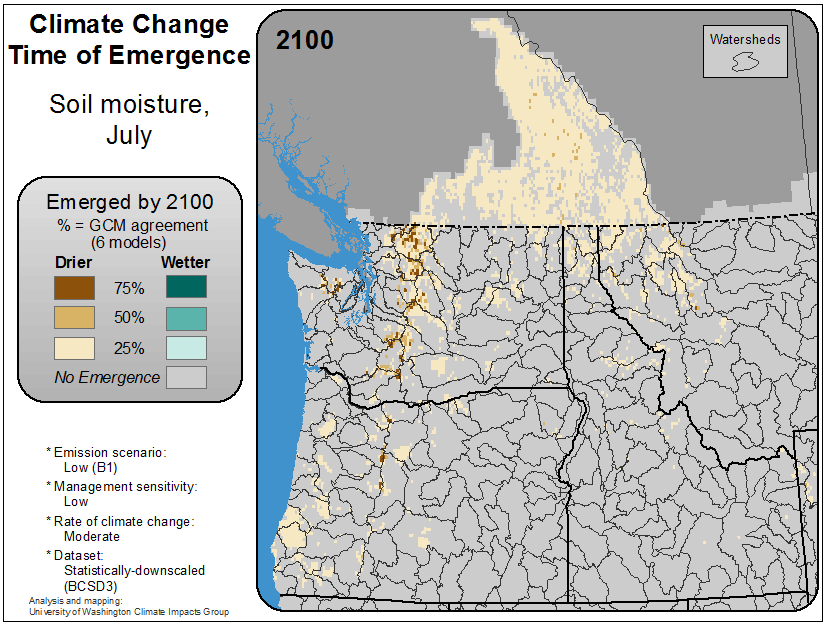 Climate Change
Time of Emergence
Soil moisture,
July
Emerged by 2100
% = GCM agreement
(6 models)
Drier Wetter
75%
50%
25%
No Emergence
* Emission scenario:
Low (B1)
* Management sensitivity:
Low
* Rate of climate change:
Moderate
* Dataset:
Statistically-downscaled
(BCSD3)
Analysis and mapping:
University of Washington Climate Impacts Group
2100
Watersheds